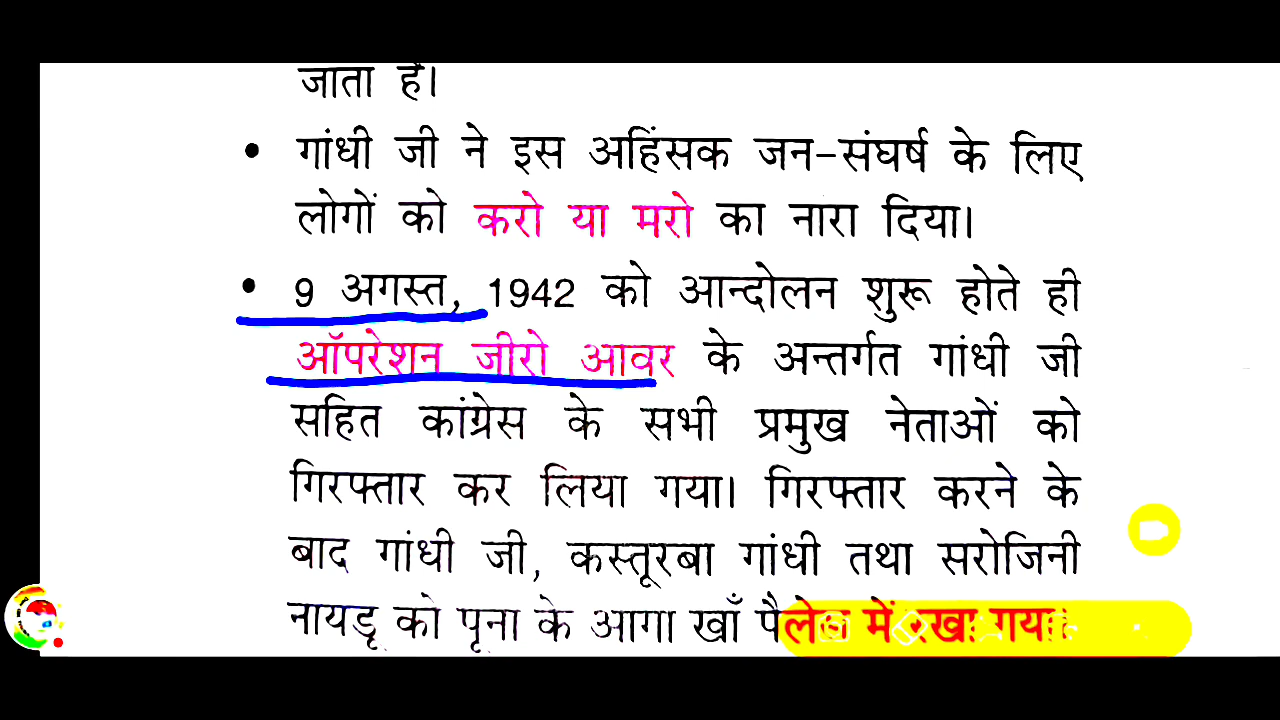 जाता है।
• गांधी जी ने इस अहिंसक जन-संघर्ष के लिए
लोगों को करो या मरो का नारा दिया।
• 9 अगस्त, 1942 को आन्दोलन शुरू होते ही
ऑपरेशन जीरो आवर के अन्तर्गत गांधी जी
सहित कांग्रेस के सभी प्रमुख नेताओं को
गिरफ्तार कर लिया गया। गिरफ्तार करने के
बाद गांधी जी, कस्तूरबा गांधी तथा सरोजिनी
नायडू को पूना के आगा खाँ पैलेस में रखा गया।